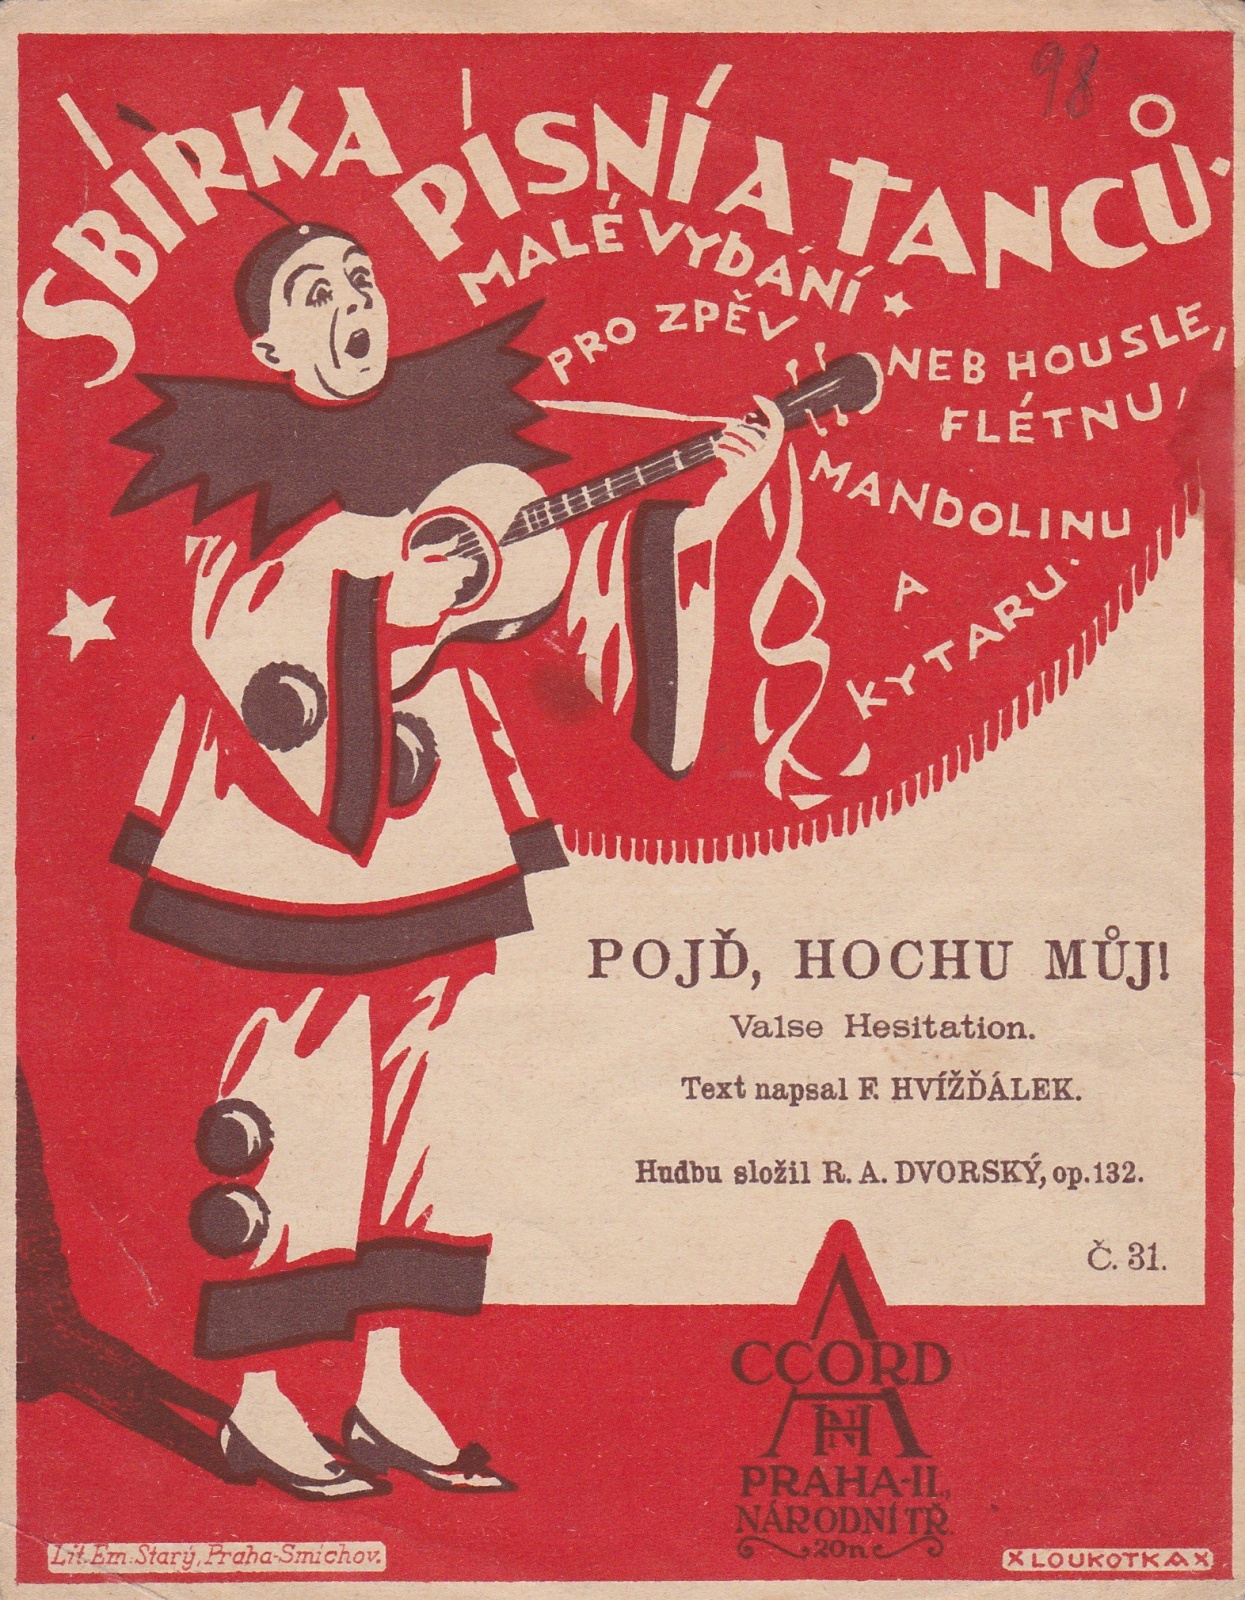 98
SBÍRKA PÍSNÍ A TANCŮ.
MALÉ VYDÁNÍ
PRO ZPĚV
NEB HOUSLE,
FLÉTNU,
MANDOLINU
A
KYTARU.
POJĎ, HOCHU MŮJ!
Valse Hesitation.
Text napsal F. HVÍŽĎÁLEK.
Hudbu složil R. A. DVORSKÝ, op. 132.
Č. 31.
ACCORD
PRAHA-II.,
NÁRODNÍ TŘ.
20n
Lit. Em. Starý, Praha-Smíchov.
X LOUKOTKA X